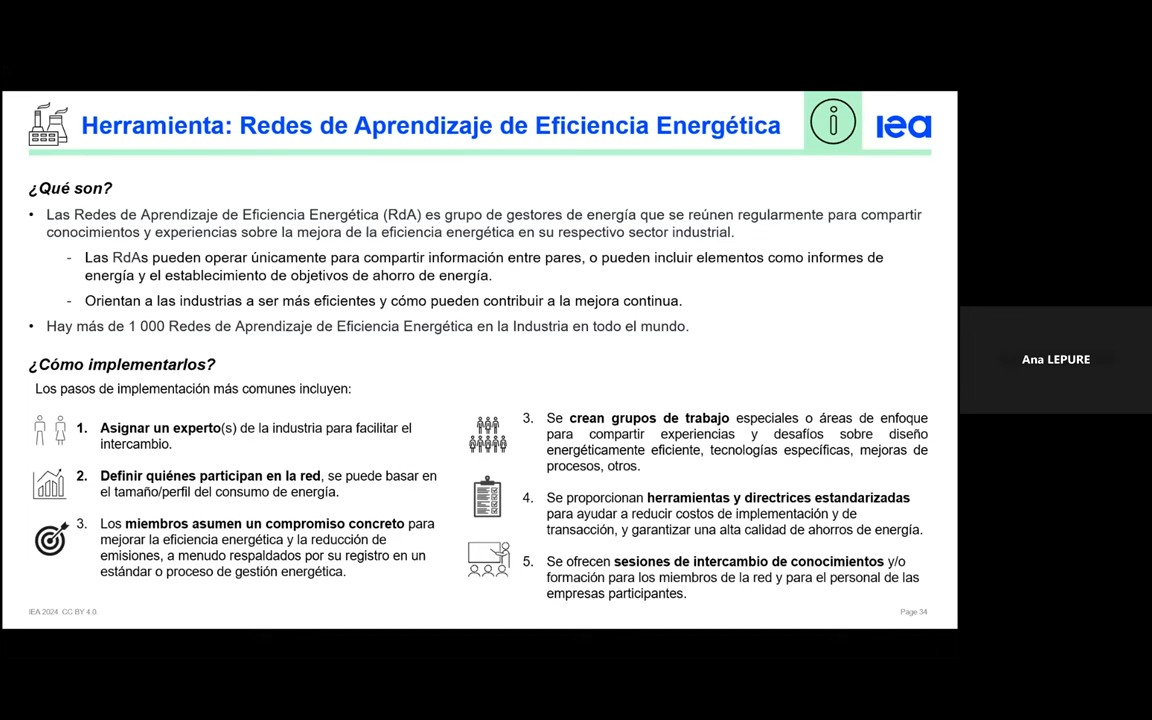 Herramienta: Redes de Aprendizaje de Eficiencia Energética
i
iea
¿Qué son?
• Las Redes de Aprendizaje de Eficiencia Energética (RdA) es grupo de gestores de energía que se reúnen regularmente para compartir
conocimientos y experiencias sobre la mejora de la eficiencia energética en su respectivo sector industrial.
- Las RdAs pueden operar únicamente para compartir información entre pares, o pueden incluir elementos como informes de
energía y el establecimiento de objetivos de ahorro de energía.
- Orientan a las industrias a ser más eficientes y cómo pueden contribuir a la mejora continua.
• Hay más de 1 000 Redes de Aprendizaje de Eficiencia Energética en la Industria en todo el mundo.
¿Cómo implementarlos?
Los pasos de implementación más comunes incluyen:
1. Asignar un experto(s) de la industria para facilitar el
intercambio.
2. Definir quiénes participan en la red, se puede basar en
el tamaño/perfil del consumo de energía.
3. Los miembros asumen un compromiso concreto para
mejorar la eficiencia energética y la reducción de
emisiones, a menudo respaldados por su registro en un
estándar o proceso de gestión energética.
3. Se crean grupos de trabajo especiales o áreas de enfoque
para compartir experiencias y desafíos sobre diseño
energéticamente eficiente, tecnologías específicas, mejoras de
procesos, otros.
4. Se proporcionan herramientas y directrices estandarizadas
para ayudar a reducir costos de implementación y de
transacción, y garantizar una alta calidad de ahorros de energía.
5. Se ofrecen sesiones de intercambio de conocimientos y/o
formación para los miembros de la red y para el personal de las
empresas participantes.
IEA 2024. CC BY 4.0.
Page 34
Ana LEPURE